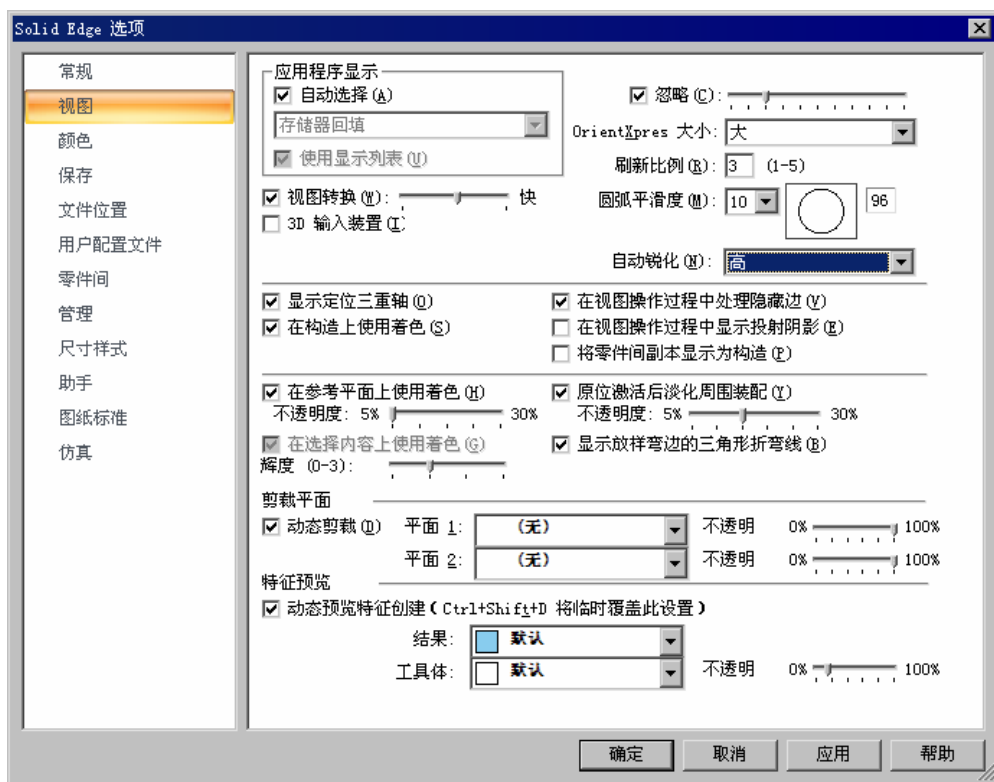 Solid Edge 选项
常规
视图
颜色
保存
文件位置
用户配置文件
零件间
管理
尺寸样式
助手
图纸标准
仿真
应用程序显示
自动选择(A)
存储器回填
使用显示列表(U)
视图转换(W): 快
3D 输入装置(I)
忽略(C):
OrientXpres 大小: 大
刷新比例(R): 3 (1-5)
圆弧平滑度(M): 10 96
自动锐化(N): 高
显示定位三重轴(O)
在构造上使用着色(S)
在视图操作过程中处理隐藏边(V)
在视图操作过程中显示投射阴影(E)
将零件间副本显示为构造(P)
在参考平面上使用着色(H)
不透明度: 5% 30%
在选择内容上使用着色(G)
辉度 (0-3):
原位激活后淡化周围装配(Y)
不透明度: 5% 30%
显示放样弯边的三角形折弯线(B)
剪裁平面
动态剪裁(D) 平面 1: (无) 不透明 0% 100%
平面 2: (无) 不透明 0% 100%
特征预览
动态预览特征创建(Ctrl+Shift+D 将临时覆盖此设置)
结果: 默认
工具体: 默认 不透明 0% 100%
确定 取消 应用 帮助